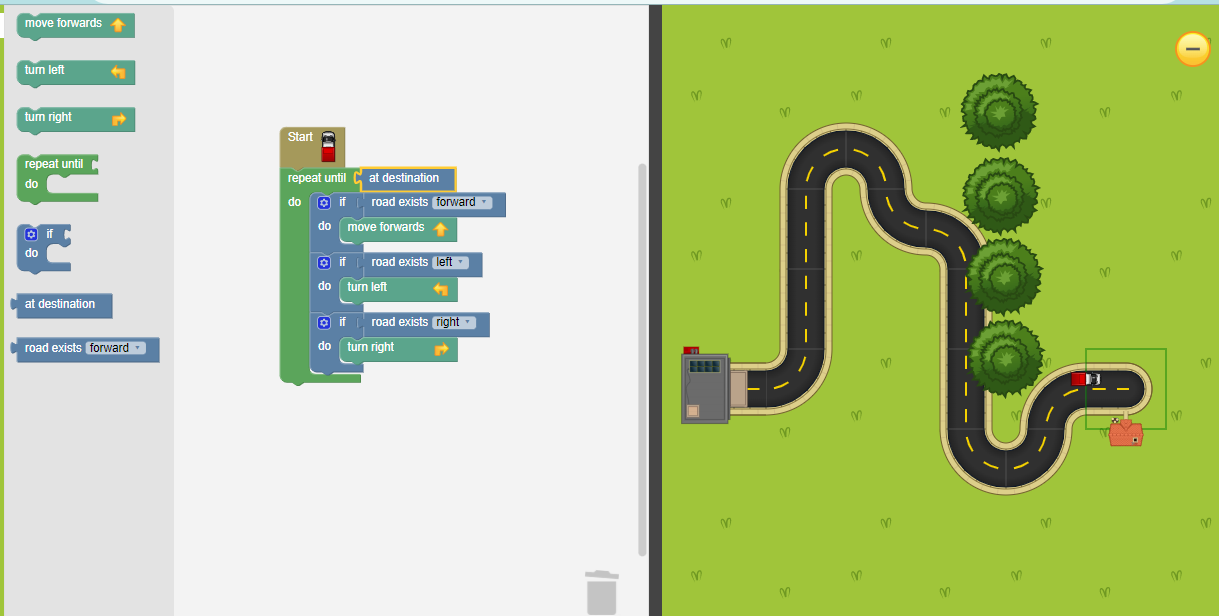 move forwards
turn left
turn right
repeat until
do
if
do
at destination
road exists forward
Start
repeat until at destination
do if road exists forward
do move forwards
if road exists left
do turn left
if road exists right
do turn right